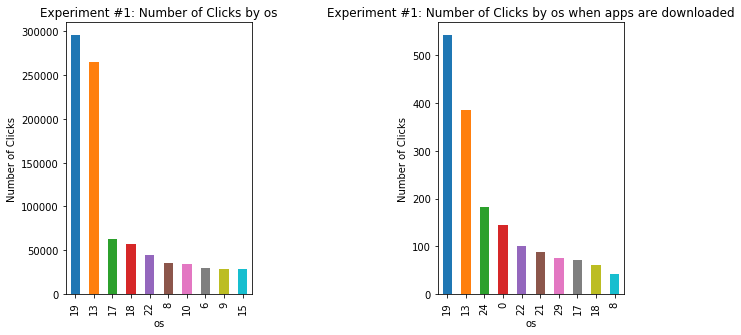 Experiment #1: Number of Clicks by os
Number of Clicks
300000
250000
200000
150000
100000
50000
0
19 13 17 18 22 8 10 6 9 15
os
Experiment #1: Number of Clicks by os when apps are downloaded
Number of Clicks
500
400
300
200
100
0
19 13 24 0 22 21 29 17 18 8
os